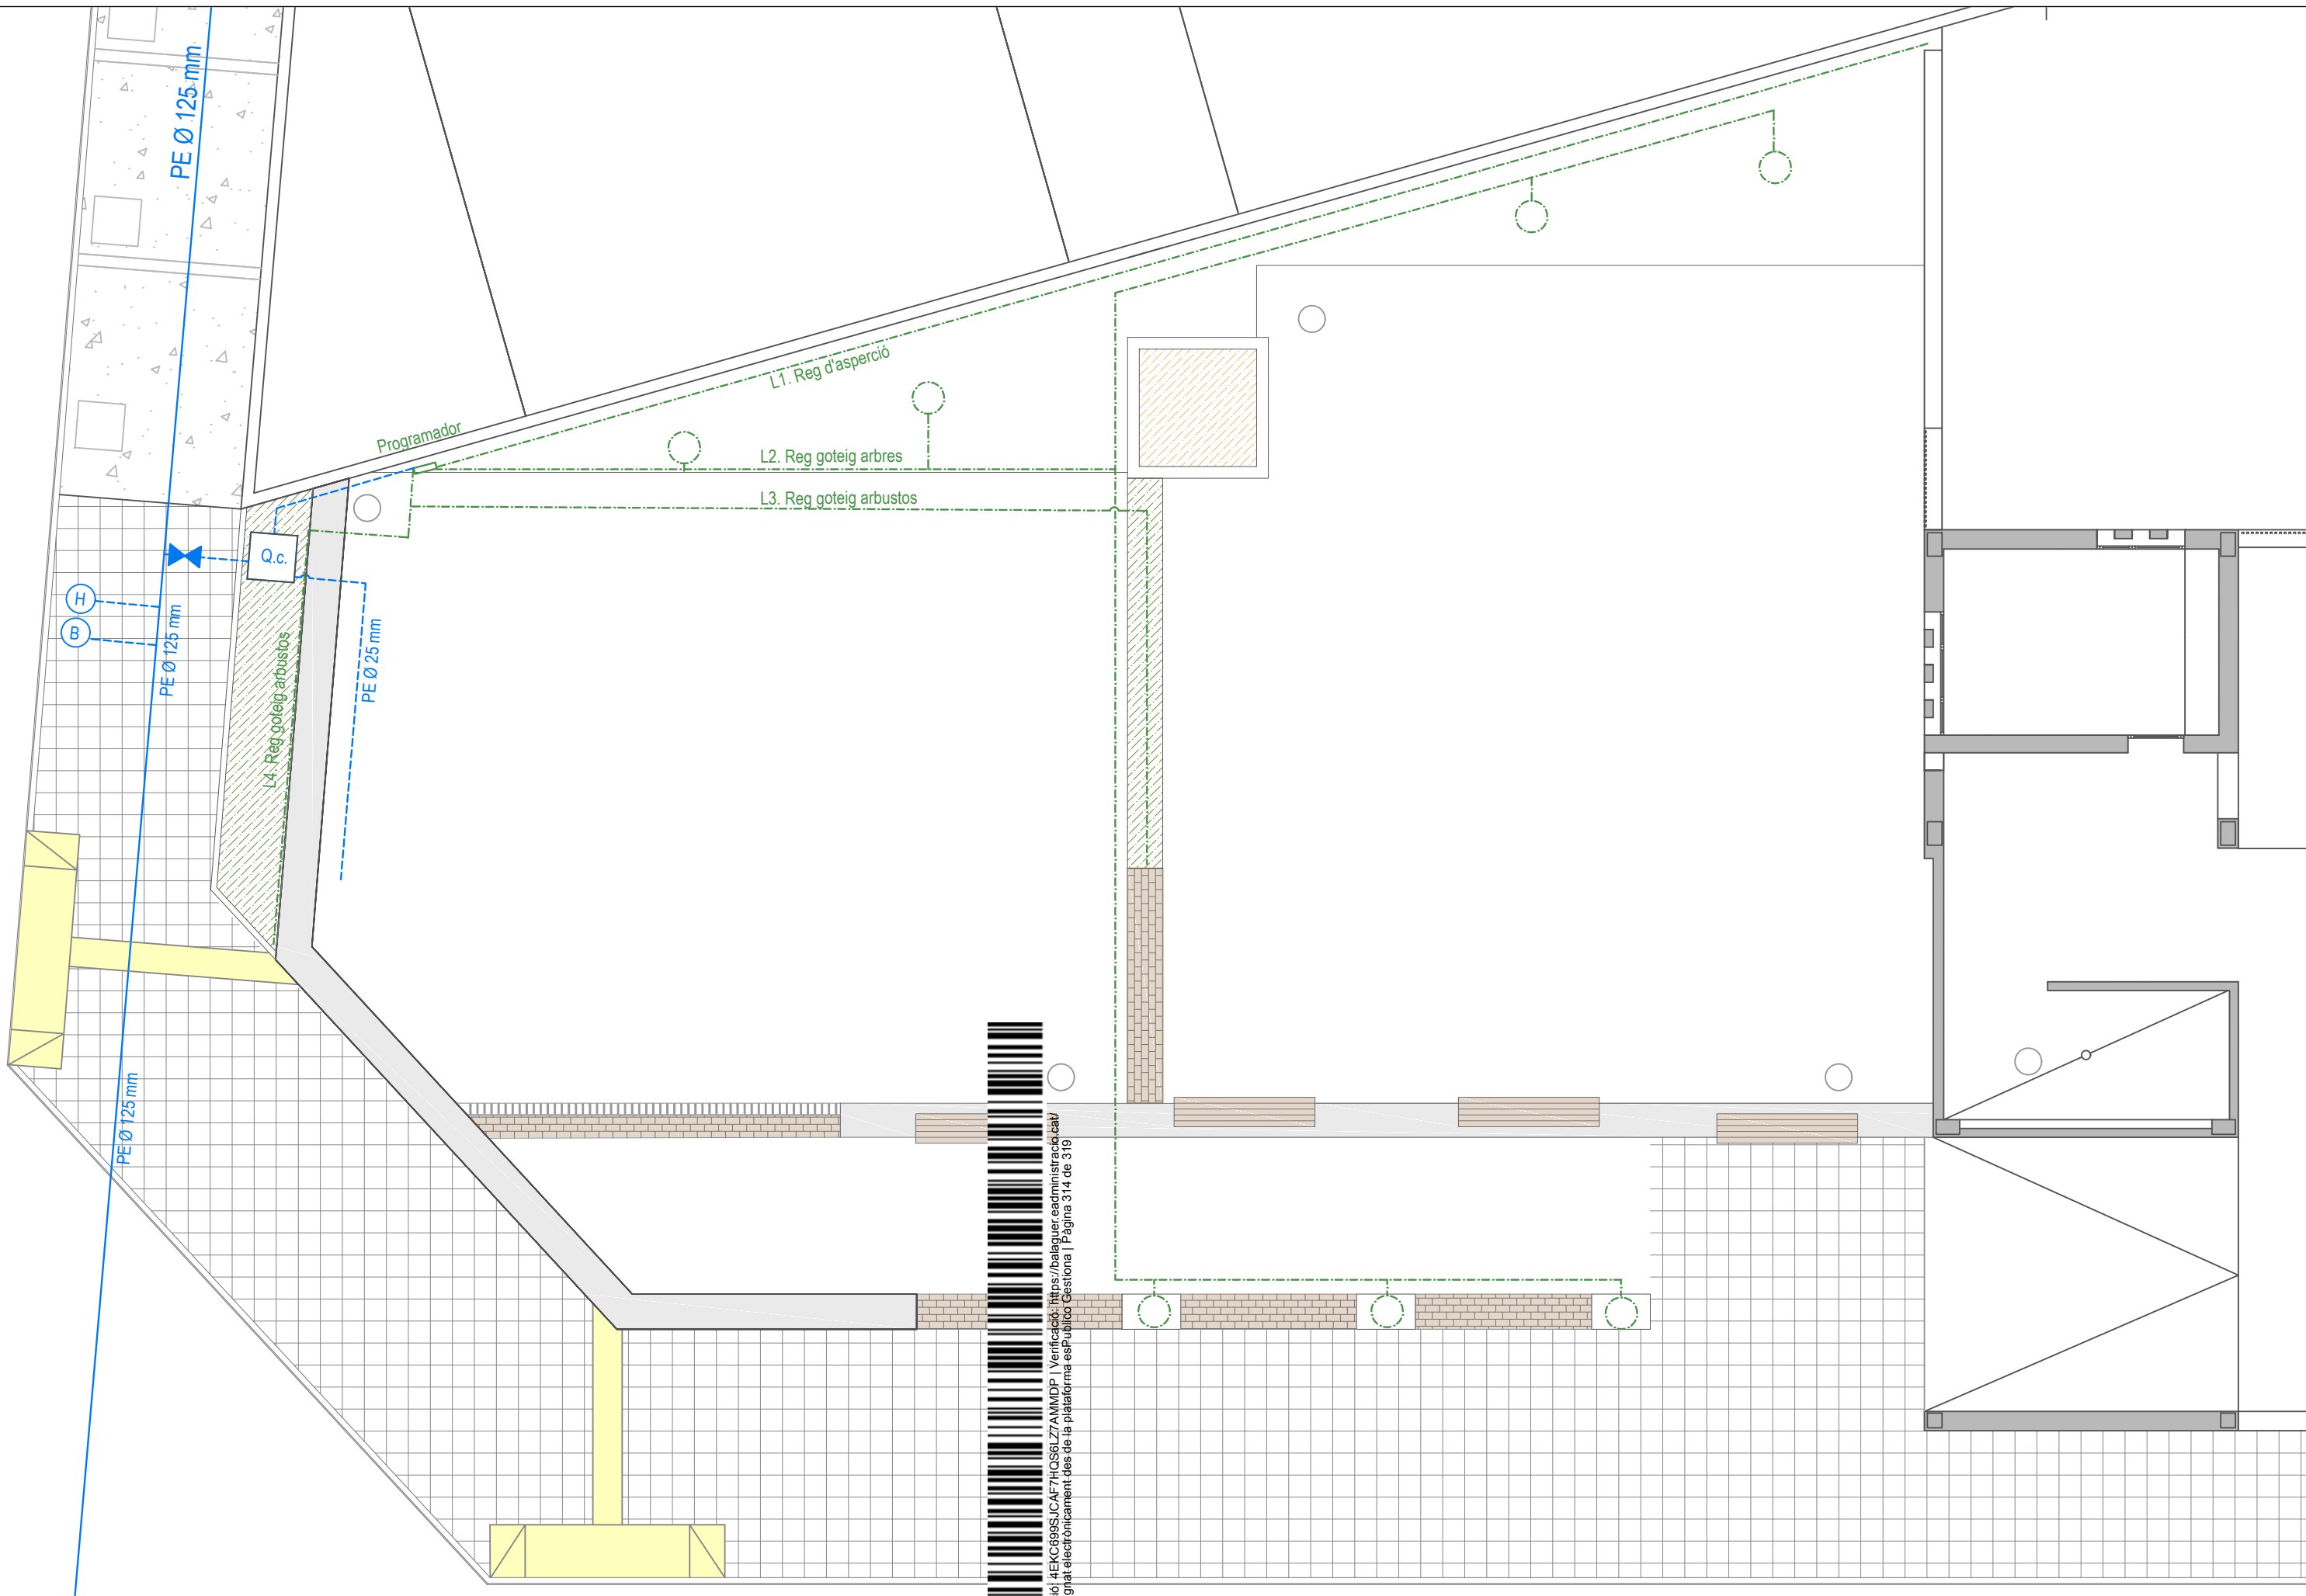 PE Ø 125 mm
L1. Reg d'asperció
Programador
L2. Reg goteig arbres
L3. Reg goteig arbustos
Q.c.
H
B
PE Ø 125 mm
PE Ø 25 mm
L4. Reg goteig arbustos
PE Ø 125 mm
ió: 4EKC699SJCAF7HQS6LZ7AMMDP | Verificació: https://balaguer.eadministracio.cat/
gnat electrònicament des de la plataforma esPublico Gestiona | Pàgina 314 de 319